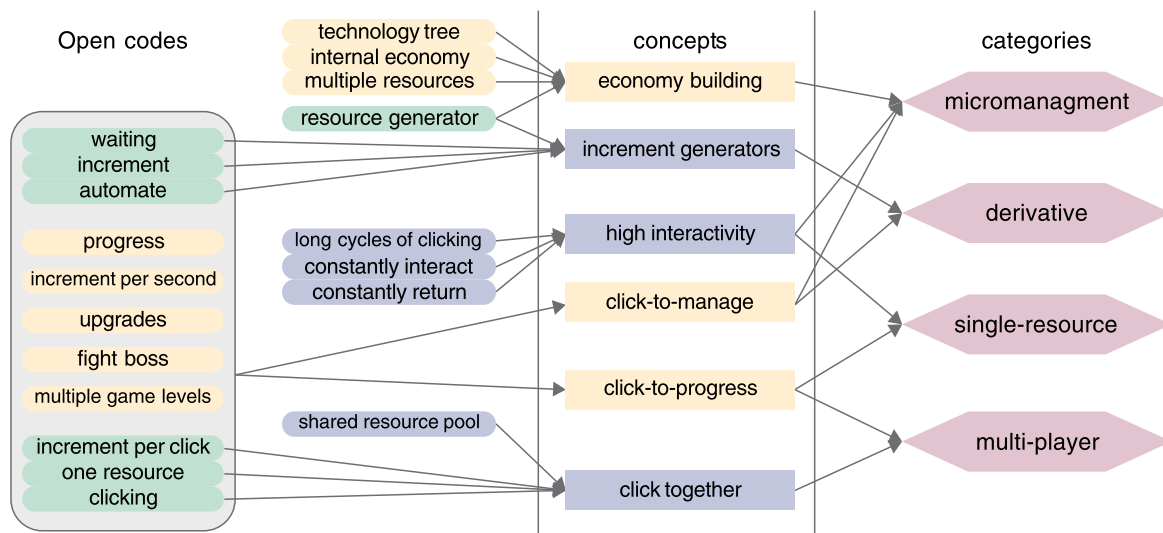 Open codes
waiting
increment
automate
progress
increment per second
upgrades
fight boss
multiple game levels
increment per click
one resource
clicking
technology tree
internal economy
multiple resources
resource generator
long cycles of clicking
constantly interact
constantly return
shared resource pool
concepts
economy building
increment generators
high interactivity
click-to-manage
click-to-progress
click together
categories
micromanagment
derivative
single-resource
multi-player